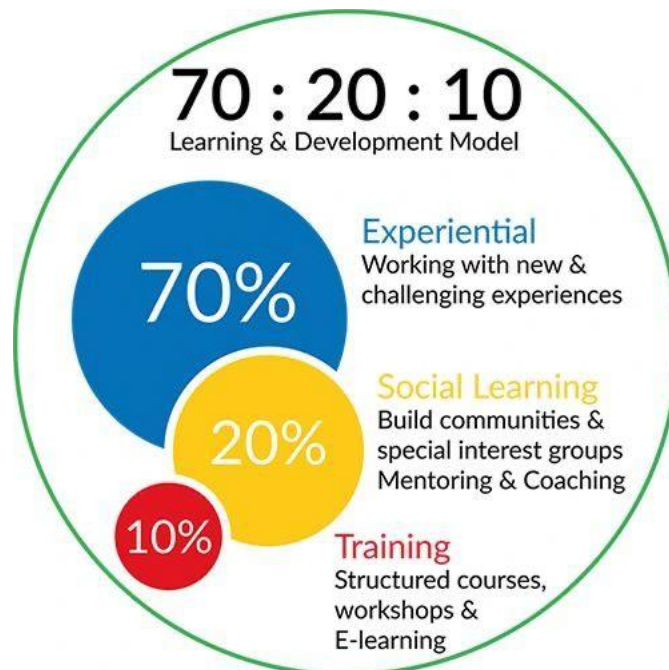 70 : 20 : 10
Learning & Development Model
70%
Experiential
Working with new &
challenging experiences
20%
Social Learning
Build communities &
special interest groups
Mentoring & Coaching
10%
Training
Structured courses,
workshops &
E-learning